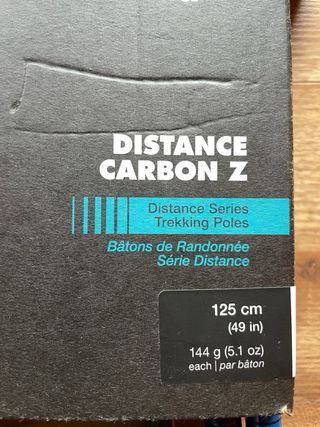 DISTANCE
CARBON Z
Distance Series
Trekking Poles
Bâtons de Randonnée
Série Distance
125 cm
(49 in)
144 g (5.1 oz)
each | par bâton